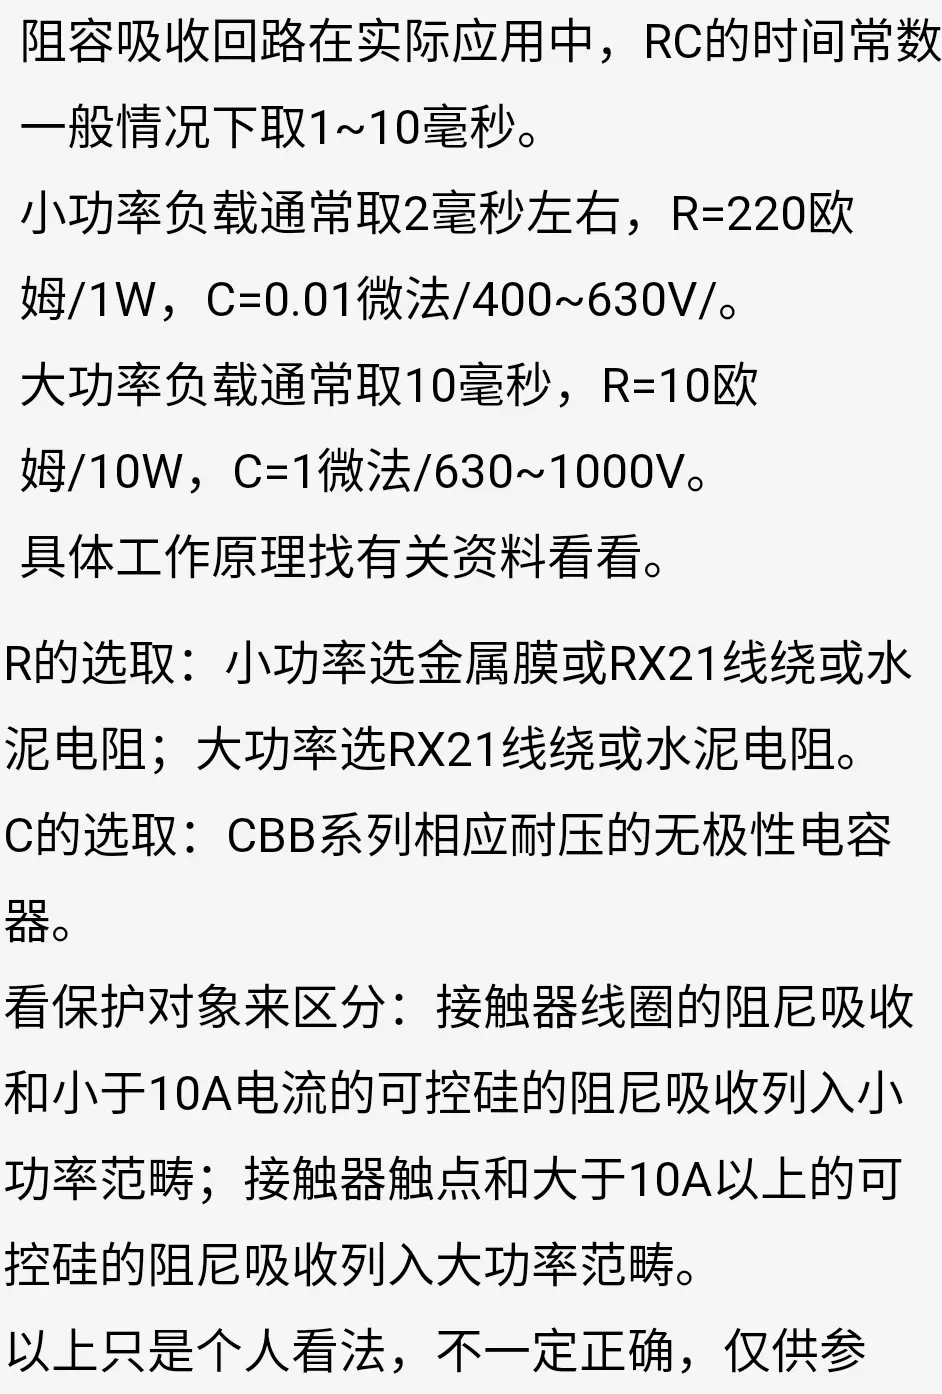 阻容吸收回路在实际应用中，RC的时间常数
一般情况下取1~10毫秒。
小功率负载通常取2毫秒左右，R=220欧
姆/1W，C=0.01微法/400~630V/。
大功率负载通常取10毫秒，R=10欧
姆/10W，C=1微法/630~1000V。
具体工作原理找有关资料看看。
R的选取：小功率选金属膜或RX21线绕或水
泥电阻；大功率选RX21线绕或水泥电阻。
C的选取：CBB系列相应耐压的无极性电容
器。
看保护对象来区分：接触器线圈的阻尼吸收
和小于10A电流的可控硅的阻尼吸收列入小
功率范畴；接触器触点和大于10A以上的可
控硅的阻尼吸收列入大功率范畴。
以上只是个人看法，不一定正确，仅供参